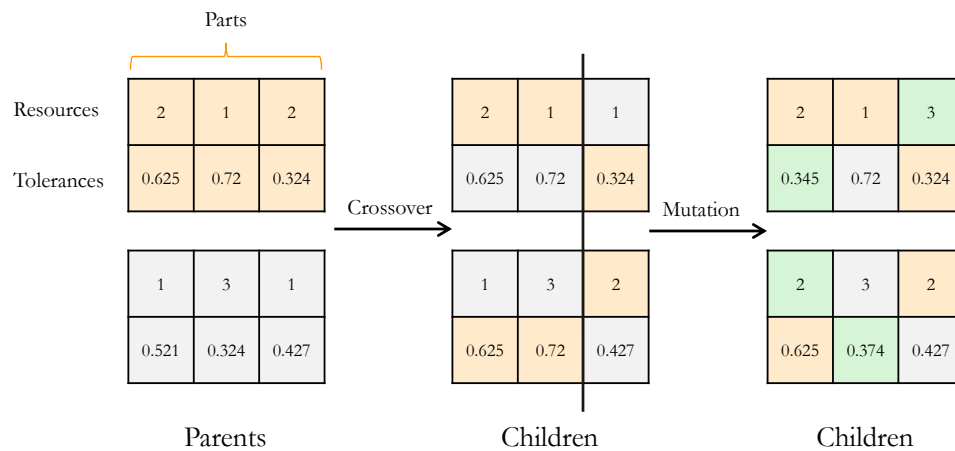 Parts
Resources
2 1 2
2 1 1
2 1 3
Tolerances
0.625 0.72 0.324
0.625 0.72 0.324
0.345 0.72 0.324
Crossover
Mutation
1 3 1
1 3 2
2 3 2
0.521 0.324 0.427
0.625 0.72 0.427
0.625 0.374 0.427
Parents
Children
Children